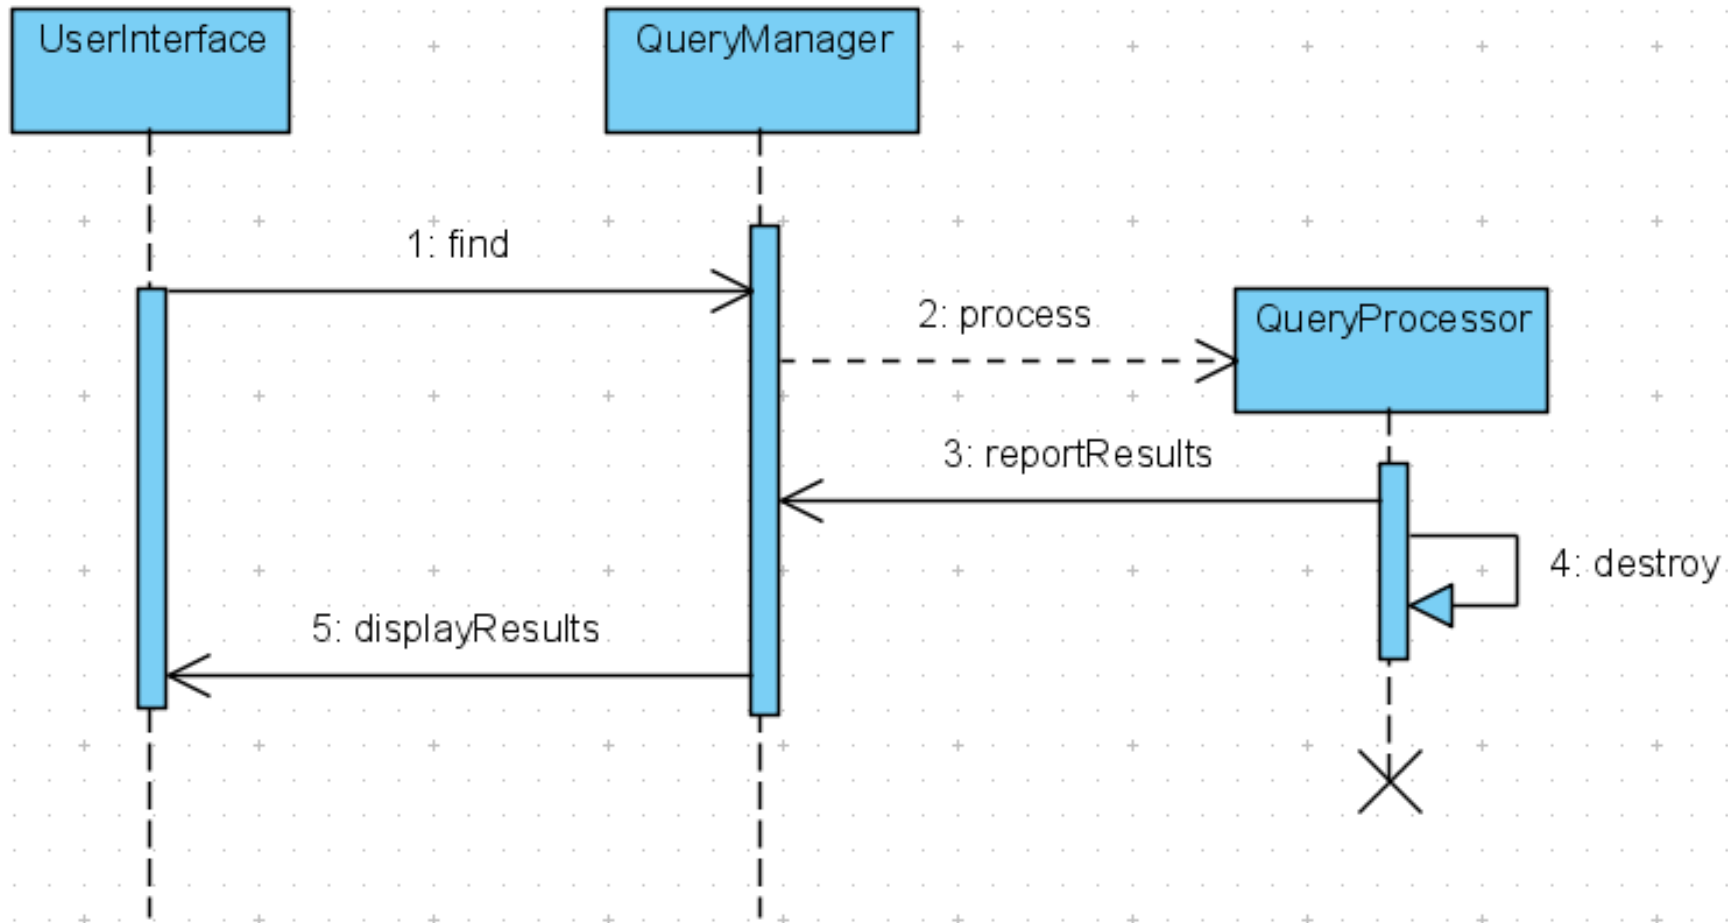 UserInterface
QueryManager
1: find
2: process
QueryProcessor
3: reportResults
4: destroy
5: displayResults